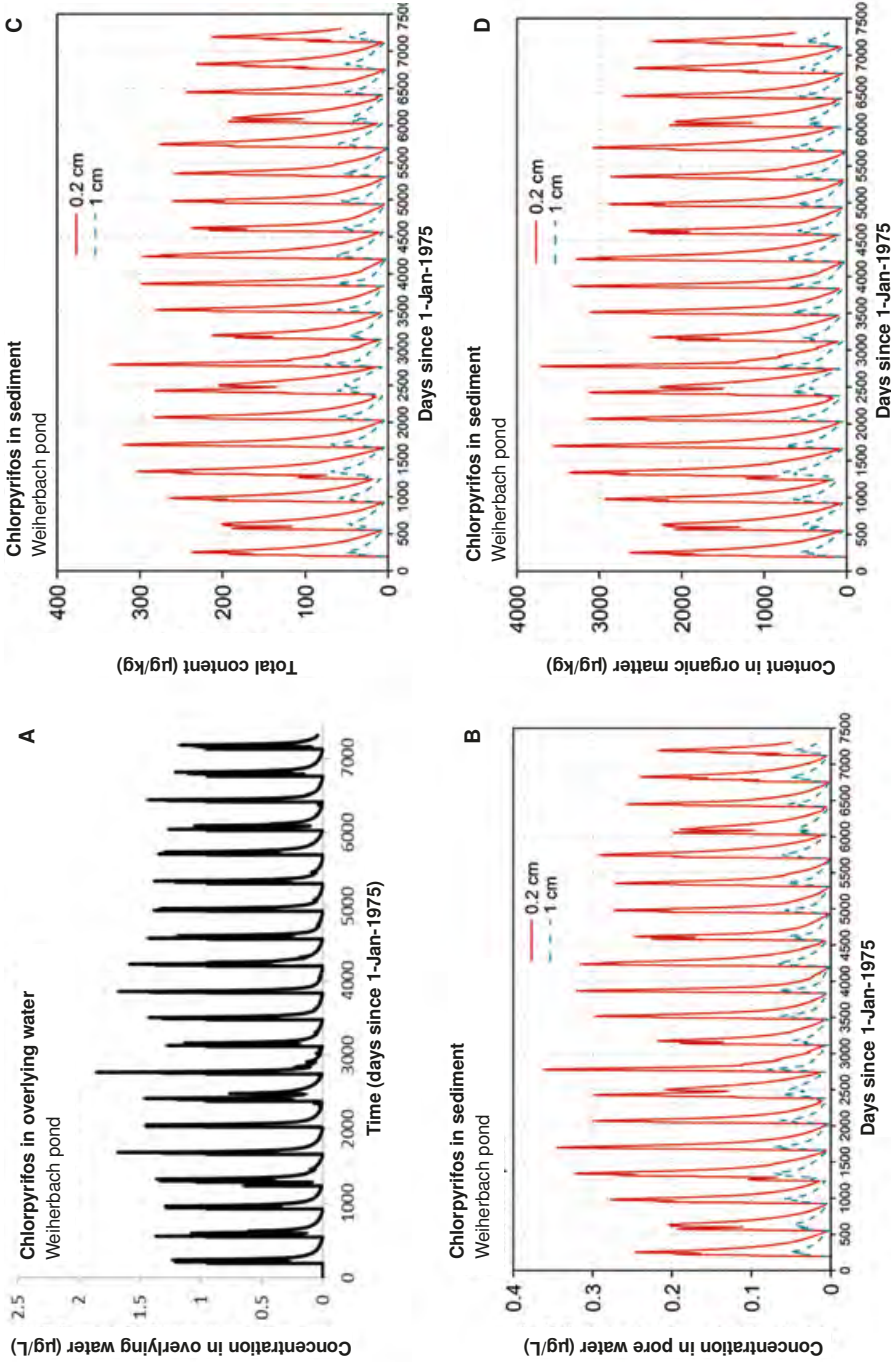 A
Chlorpyrifos in overlying water
Weiherbach pond
Concentration in overlying water (µg/L)
2.5
2
1.5
1
0.5
0
0 1000 2000 3000 4000 5000 6000 7000
Time (days since 1-Jan-1975)
C
Chlorpyrifos in sediment
Weiherbach pond
0.2 cm
1 cm
Total content (µg/kg)
400
300
200
100
0
0 500 1000 1500 2000 2500 3000 3500 4000 4500 5000 5500 6000 6500 7000 7500
Days since 1-Jan-1975
B
Chlorpyrifos in sediment
Weiherbach pond
0.2 cm
1 cm
Concentration in pore water (µg/L)
0.4
0.3
0.2
0.1
0
0 500 1000 1500 2000 2500 3000 3500 4000 4500 5000 5500 6000 6500 7000 7500
Days since 1-Jan-1975
D
Chlorpyrifos in sediment
Weiherbach pond
0.2 cm
1 cm
Content in organic matter (µg/kg)
4000
3000
2000
1000
0
0 500 1000 1500 2000 2500 3000 3500 4000 4500 5000 5500 6000 6500 7000 7500
Days since 1-Jan-1975